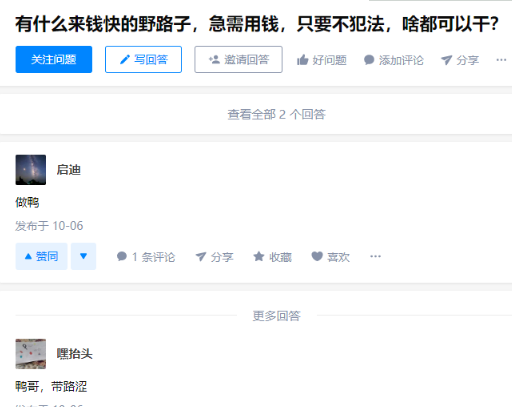 有什么来钱快的野路子，急需用钱，只要不犯法，啥都可以干？
关注问题 写回答 邀请回答 好问题 添加评论 分享
查看全部 2 个回答
启迪
做鸭
发布于 10-06
赞同 1 条评论 分享 收藏 喜欢
更多回答
嘿抬头
鸭哥，带路涩